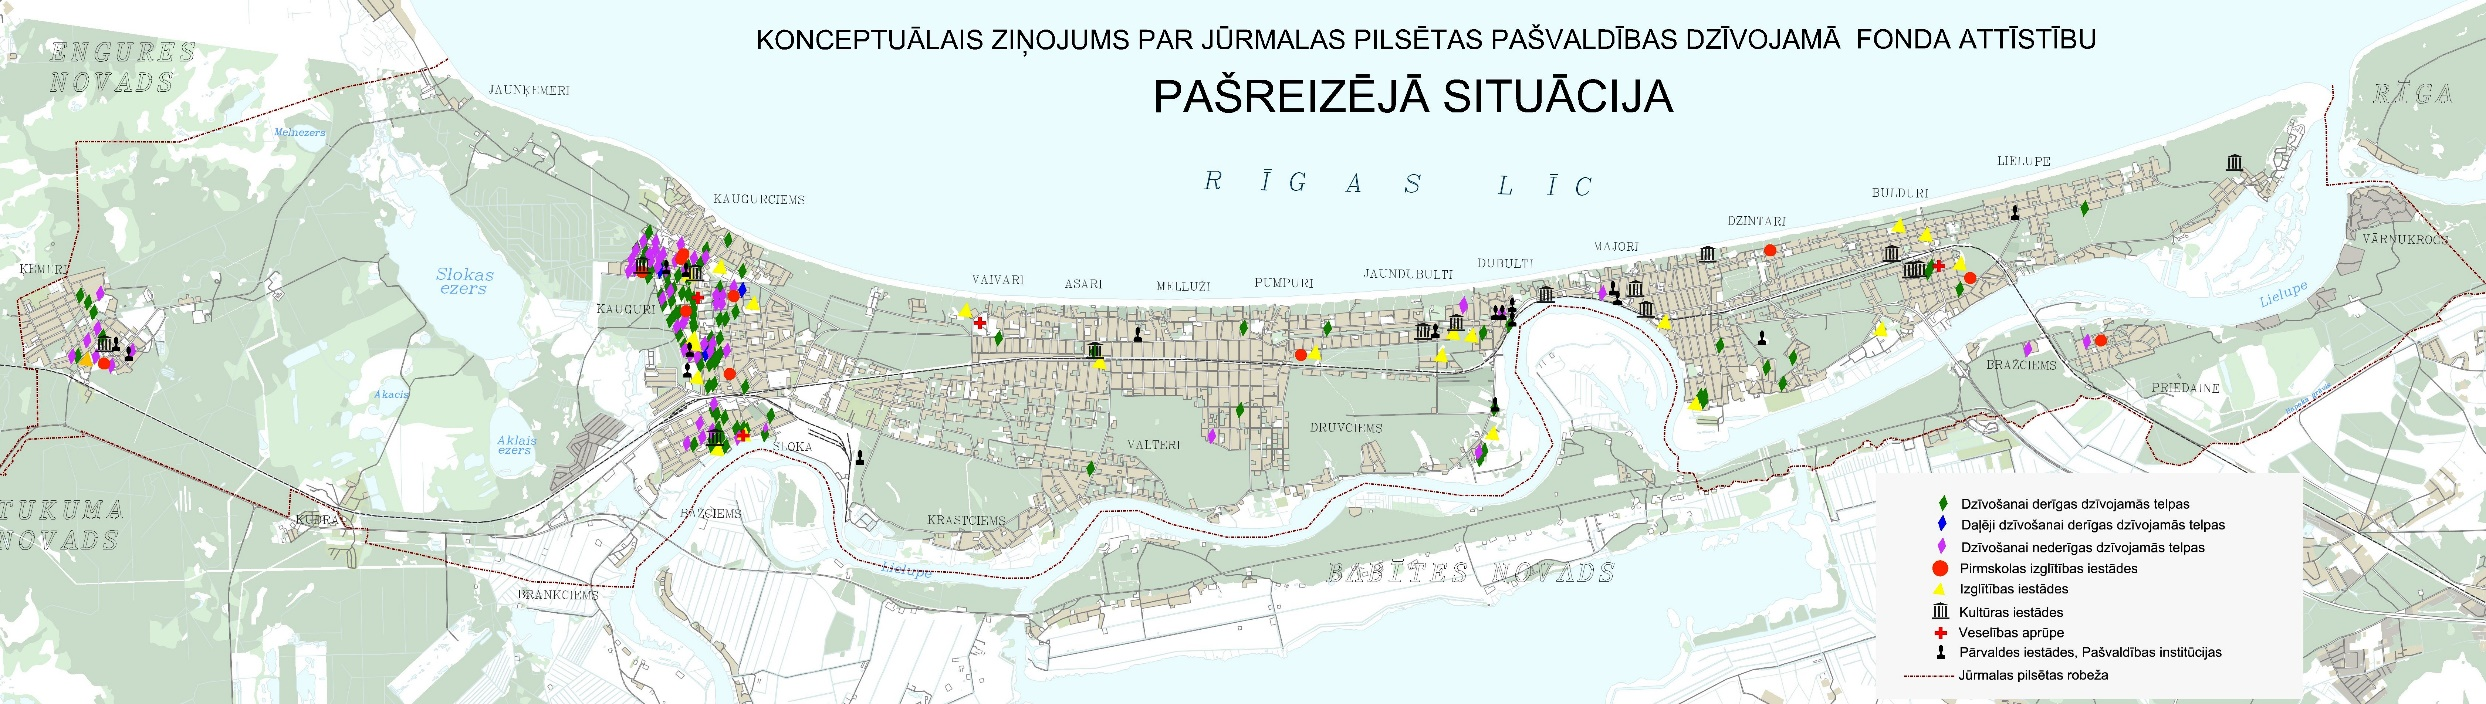 KONCEPTUĀLAIS ZIŅOJUMS PAR JŪRMALAS PILSĒTAS PAŠVALDĪBAS DZĪVOJAMĀ FONDA ATTĪSTĪBU
PAŠREIZĒJĀ SITUĀCIJA
ENGURES
NOVADS
JAUNĶEMERI
Melnezers
RĪGA
RĪGAS LĪCIS
LIELUPE
KAUGURCIEMS
BULDURI
DZINTARI
MAJORI
VĀRNUKROGS
ĶEMERI
Slokas
ezers
DUBULTI
JAUNDUBULTI
VAIVARI
ASARI
MELLUŽI
PUMPURI
Lielupe
KAUGURI
BRAŽCIEMS
PRIEDAINE
Akacis
DRUVCIEMS
VALTERI
SLOKA
Aklais
ezers
TUKUMA
NOVADS
KŪDRA
BAŽCIEMS
KRASTCIEMS
Lielupe
BABĪTES NOVADS
BRANKCIEMS
Dzīvošanai derīgas dzīvojamās telpas
Daļēji dzīvošanai derīgas dzīvojamās telpas
Dzīvošanai nederīgas dzīvojamās telpas
Pirmskolas izglītības iestādes
Izglītības iestādes
Kultūras iestādes
Veselības aprūpe
Pārvaldes iestādes, Pašvaldības institūcijas
Jūrmalas pilsētas robeža